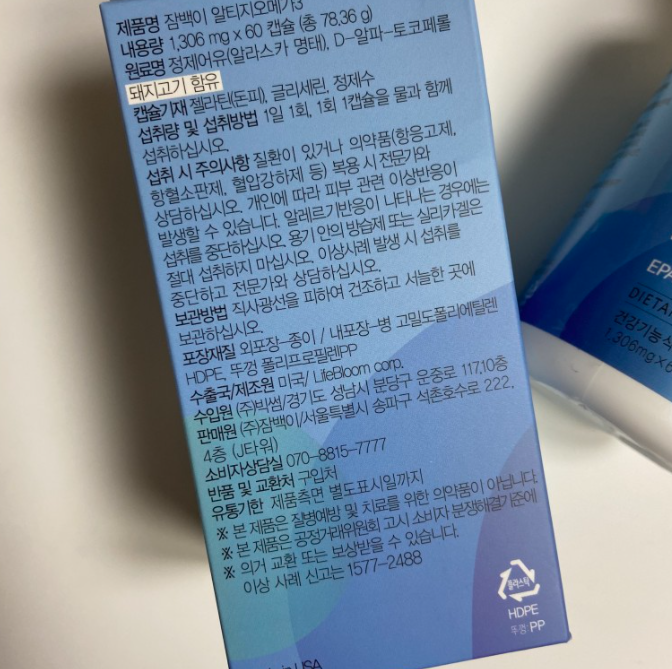 제품명 잠백이 알티지오메가3
내용량 1,306 mg x 60 캡슐 (총 78.36 g)
원료명 정제어유(알라스카 명태), D-알파-토코페롤
돼지고기 함유
캡슐기재 젤라틴(돈피), 글리세린, 정제수
섭취량 및 섭취방법 1일 1회, 1회 1캡슐을 물과 함께
섭취하십시오.
섭취 시 주의사항 질환이 있거나 의약품(항응고제,
항혈소판제, 혈압강하제 등) 복용 시 전문가와
상담하십시오. 개인에 따라 피부 관련 이상반응이
발생할 수 있습니다. 알레르기반응이 나타나는 경우에는
섭취를 중단하십시오. 용기 안의 방습제 또는 실리카겔은
절대 섭취하지 마십시오. 이상사례 발생 시 섭취를
중단하고 전문가와 상담하십시오.
보관방법 직사광선을 피하여 건조하고 서늘한 곳에
보관하십시오.
포장재질 외포장-종이 / 내포장-병 고밀도폴리에틸렌
HDPE, 뚜껑 폴리프로필렌PP
수출국/제조원 미국/ LifeBloom corp.
수입원 (주)빅썸/경기도 성남시 분당구 운중로 117,10층
판매원 (주)잠백이/서울특별시 송파구 석촌호수로 222,
4층 (J타워)
소비자상담실 070-8815-7777
반품 및 교환처 구입처
유통기한 제품측면 별도표시일까지
※ 본 제품은 질병예방 및 치료를 위한 의약품이 아닙니다.
※ 본 제품은 공정거래위원회 고시 소비자 분쟁해결기준에
※ 의거 교환 또는 보상받을 수 있습니다.
이상 사례 신고는 1577-2488
플라스틱
HDPE
뚜껑:PP
USA
EPA
DIETA
건강기능식
1,306mg x 6